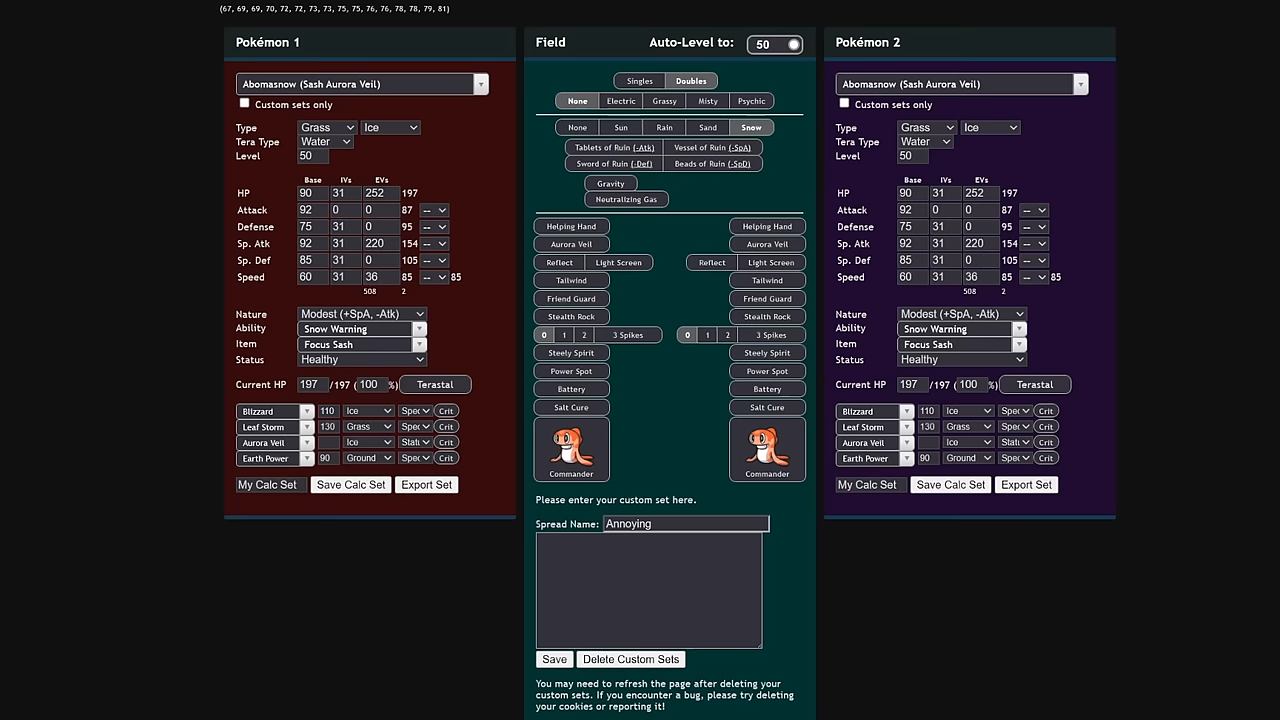 (67, 69, 69, 70, 72, 72, 73, 73, 75, 75, 76, 76, 78, 78, 79, 81)
Pokémon 1
Abomasnow (Sash Aurora Veil)
Custom sets only
Type Grass Ice
Tera Type Water
Level 50
Base IVs EVs
HP 90 31 252 197
Attack 92 0 0 87 --
Defense 75 31 0 95 --
Sp. Atk 92 31 220 154 --
Sp. Def 85 31 0 105 --
Speed 60 31 36 85 -- 85
508 2
Nature Modest (+SpA, -Atk)
Ability Snow Warning
Item Focus Sash
Status Healthy
Current HP 197 /197 ( 100 %) Terastal
Blizzard 110 Ice Spec Crit
Leaf Storm 130 Grass Spec Crit
Aurora Veil Ice Stat Crit
Earth Power 90 Ground Spec Crit
My Calc Set Save Calc Set Export Set
Field Auto-Level to: 50
Singles Doubles
None Electric Grassy Misty Psychic
None Sun Rain Sand Snow
Tablets of Ruin (-Atk) Vessel of Ruin (-SpA)
Sword of Ruin (-Def) Beads of Ruin (-SpD)
Gravity
Neutralizing Gas
Helping Hand Helping Hand
Aurora Veil Aurora Veil
Reflect Light Screen Reflect Light Screen
Tailwind Tailwind
Friend Guard Friend Guard
Stealth Rock Stealth Rock
0 1 2 3 Spikes 0 1 2 3 Spikes
Steely Spirit Steely Spirit
Power Spot Power Spot
Battery Battery
Salt Cure Salt Cure
Commander Commander
Please enter your custom set here.
Spread Name: Annoying
Save Delete Custom Sets
You may need to refresh the page after deleting your
custom sets. If you encounter a bug, please try deleting
your cookies or reporting it!
Pokémon 2
Abomasnow (Sash Aurora Veil)
Custom sets only
Type Grass Ice
Tera Type Water
Level 50
Base IVs EVs
HP 90 31 252 197
Attack 92 0 0 87 --
Defense 75 31 0 95 --
Sp. Atk 92 31 220 154 --
Sp. Def 85 31 0 105 --
Speed 60 31 36 85 -- 85
508 2
Nature Modest (+SpA, -Atk)
Ability Snow Warning
Item Focus Sash
Status Healthy
Current HP 197 /197 ( 100 %) Terastal
Blizzard 110 Ice Spec Crit
Leaf Storm 130 Grass Spec Crit
Aurora Veil Ice Stat Crit
Earth Power 90 Ground Spec Crit
My Calc Set Save Calc Set Export Set